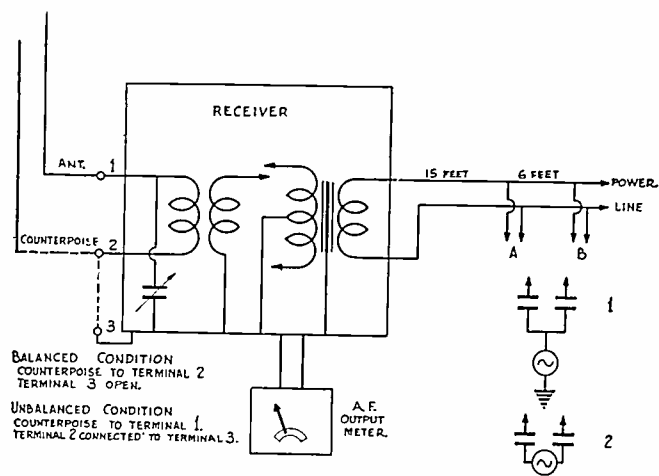 RECEIVER
ANT. 1
15 FEET 6 FEET POWER
LINE
COUNTERPOISE 2
A B
1
3
BALANCED CONDITION
COUNTERPOISE TO TERMINAL 2
TERMINAL 3 OPEN.
UNBALANCED CONDITION
COUNTERPOISE TO TERMINAL 1.
TERMINAL 2 CONNECTED TO TERMINAL 3.
A.F.
OUTPUT
METER.
2